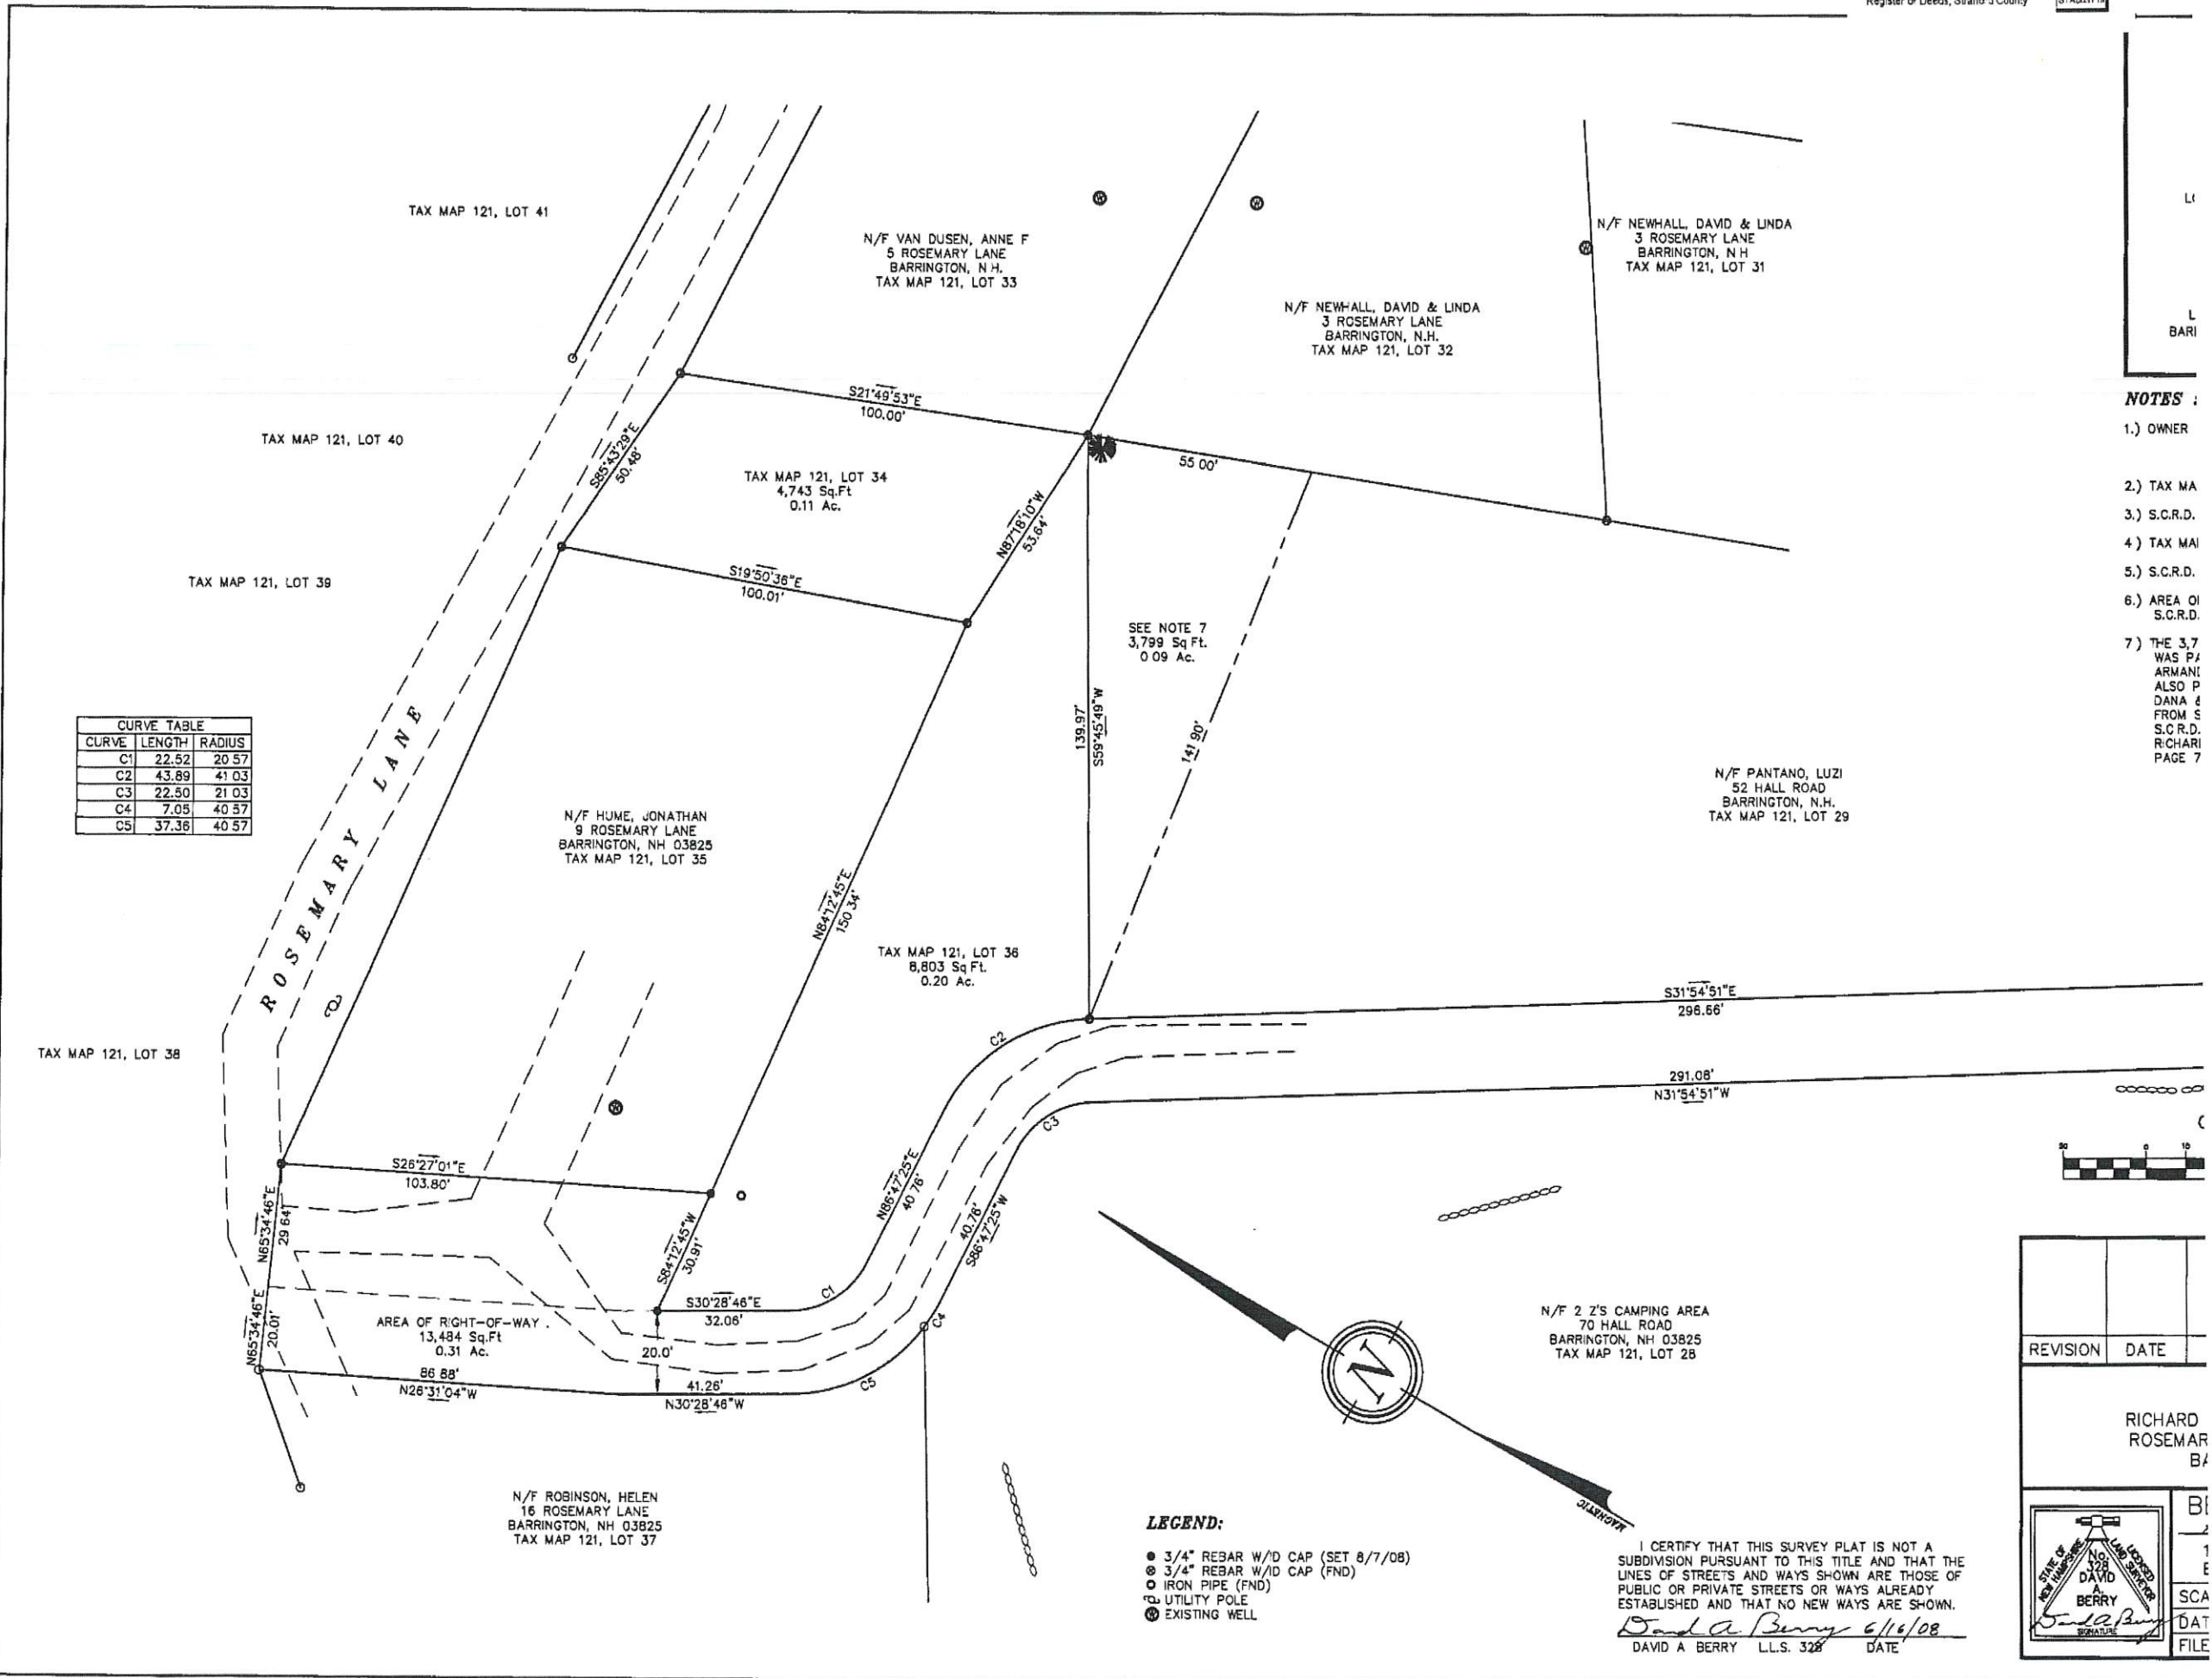 Register of Deeds, Strafford County
TAX MAP 121, LOT 41
N/F VAN DUSEN, ANNE F
5 ROSEMARY LANE
BARRINGTON, N H.
TAX MAP 121, LOT 33
N/F NEWHALL, DAVID & LINDA
3 ROSEMARY LANE
BARRINGTON, N H
TAX MAP 121, LOT 31
N/F NEWHALL, DAVID & LINDA
3 ROSEMARY LANE
BARRINGTON, N.H.
TAX MAP 121, LOT 32
BARI
NOTES :
1.) OWNER
2.) TAX MA
3.) S.C.R.D.
4 ) TAX MAI
5.) S.C.R.D.
6.) AREA OI
S.C.R.D.
7 ) THE 3,7
WAS PA
ARMAND
ALSO P
DANA &
FROM S
S.C R.D.
RICHARI
PAGE 7
S21°49'53"E
100.00'
TAX MAP 121, LOT 40
S85°43'29"E
50.48'
TAX MAP 121, LOT 34
4,743 Sq.Ft
0.11 Ac.
N87°18'10"W
53.64'
55 00'
TAX MAP 121, LOT 39
S19°50'36"E
100.01'
SEE NOTE 7
3,799 Sq Ft.
0 09 Ac.
139.97'
S59°45'49"W
141 90'
CURVE TABLE
CURVE LENGTH RADIUS
C1 22.52 20 57
C2 43.89 41 03
C3 22.50 21 03
C4 7.05 40 57
C5 37.36 40 57
ROSEMARY LANE
N/F HUME, JONATHAN
9 ROSEMARY LANE
BARRINGTON, NH 03825
TAX MAP 121, LOT 35
N/F PANTANO, LUZI
52 HALL ROAD
BARRINGTON, N.H.
TAX MAP 121, LOT 29
N84°12'45"E
150 34'
TAX MAP 121, LOT 36
8,803 Sq Ft.
0.20 Ac.
TAX MAP 121, LOT 38
C2
S31°54'51"E
298.66'
291.08'
N31°54'51"W
C3
S26°27'01"E
103.80'
N65°34'46"E
29 64'
N86°47'25"E
40 76'
40.76'
S86°47'25"W
S84°12'45"W
30.91'
C1
S30°28'46"E
32.06'
C4
N65°34'46"E
20.01'
AREA OF RIGHT-OF-WAY .
13,484 Sq.Ft
0.31 Ac.
20.0'
86 88'
N26°31'04"W
41.26'
N30°28'46"W
C5
N
MAGNETIC
N/F 2 Z'S CAMPING AREA
70 HALL ROAD
BARRINGTON, NH 03825
TAX MAP 121, LOT 28
N/F ROBINSON, HELEN
16 ROSEMARY LANE
BARRINGTON, NH 03825
TAX MAP 121, LOT 37
LEGEND:
3/4" REBAR W/ID CAP (SET 8/7/08)
3/4" REBAR W/ID CAP (FND)
IRON PIPE (FND)
UTILITY POLE
EXISTING WELL
I CERTIFY THAT THIS SURVEY PLAT IS NOT A
SUBDIVISION PURSUANT TO THIS TITLE AND THAT THE
LINES OF STREETS AND WAYS SHOWN ARE THOSE OF
PUBLIC OR PRIVATE STREETS OR WAYS ALREADY
ESTABLISHED AND THAT NO NEW WAYS ARE SHOWN.
David A. Berry 6/16/08
DAVID A BERRY L.L.S. 328 DATE
REVISION DATE
RICHARD
ROSEMAR
STATE OF NEW HAMPSHIRE
LICENSED LAND SURVEYOR
No.
328
DAVID
A.
BERRY
David A Berry
SIGNATURE
SCA
DAT
FILE